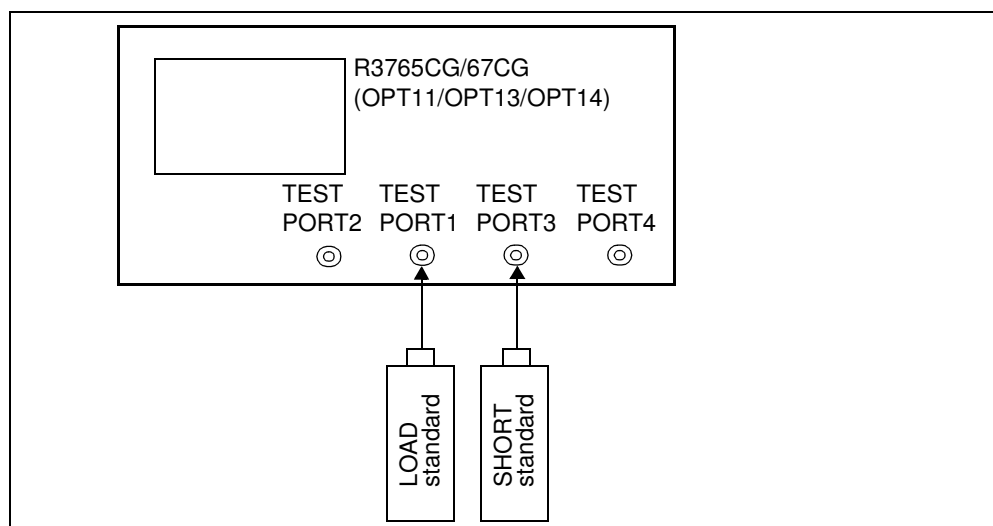 R3765CG/67CG
(OPT11/OPT13/OPT14)
TEST PORT2
TEST PORT1
TEST PORT3
TEST PORT4
LOAD
standard
SHORT
standard